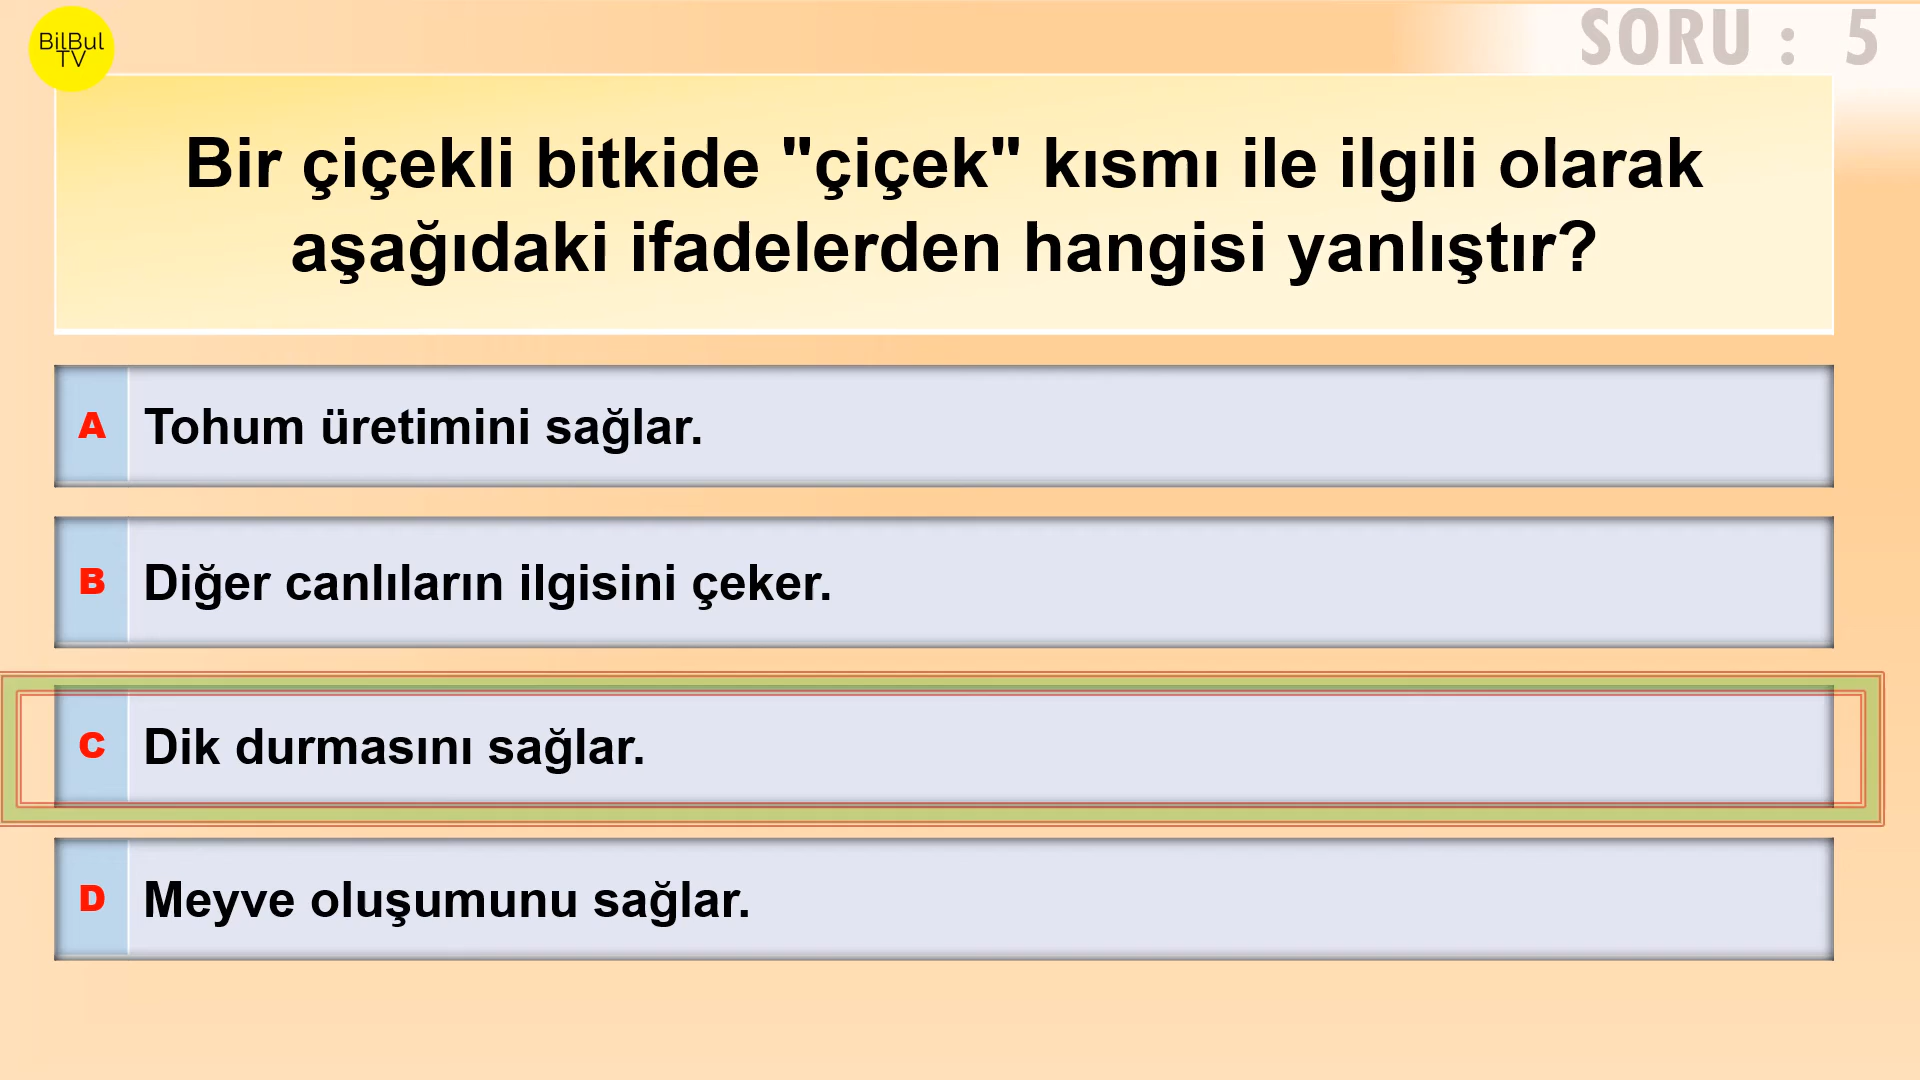 BilBul
TV
SORU : 5
Bir çiçekli bitkide "çiçek" kısmı ile ilgili olarak
aşağıdaki ifadelerden hangisi yanlıştır?
A Tohum üretimini sağlar.
B Diğer canlıların ilgisini çeker.
C Dik durmasını sağlar.
D Meyve oluşumunu sağlar.